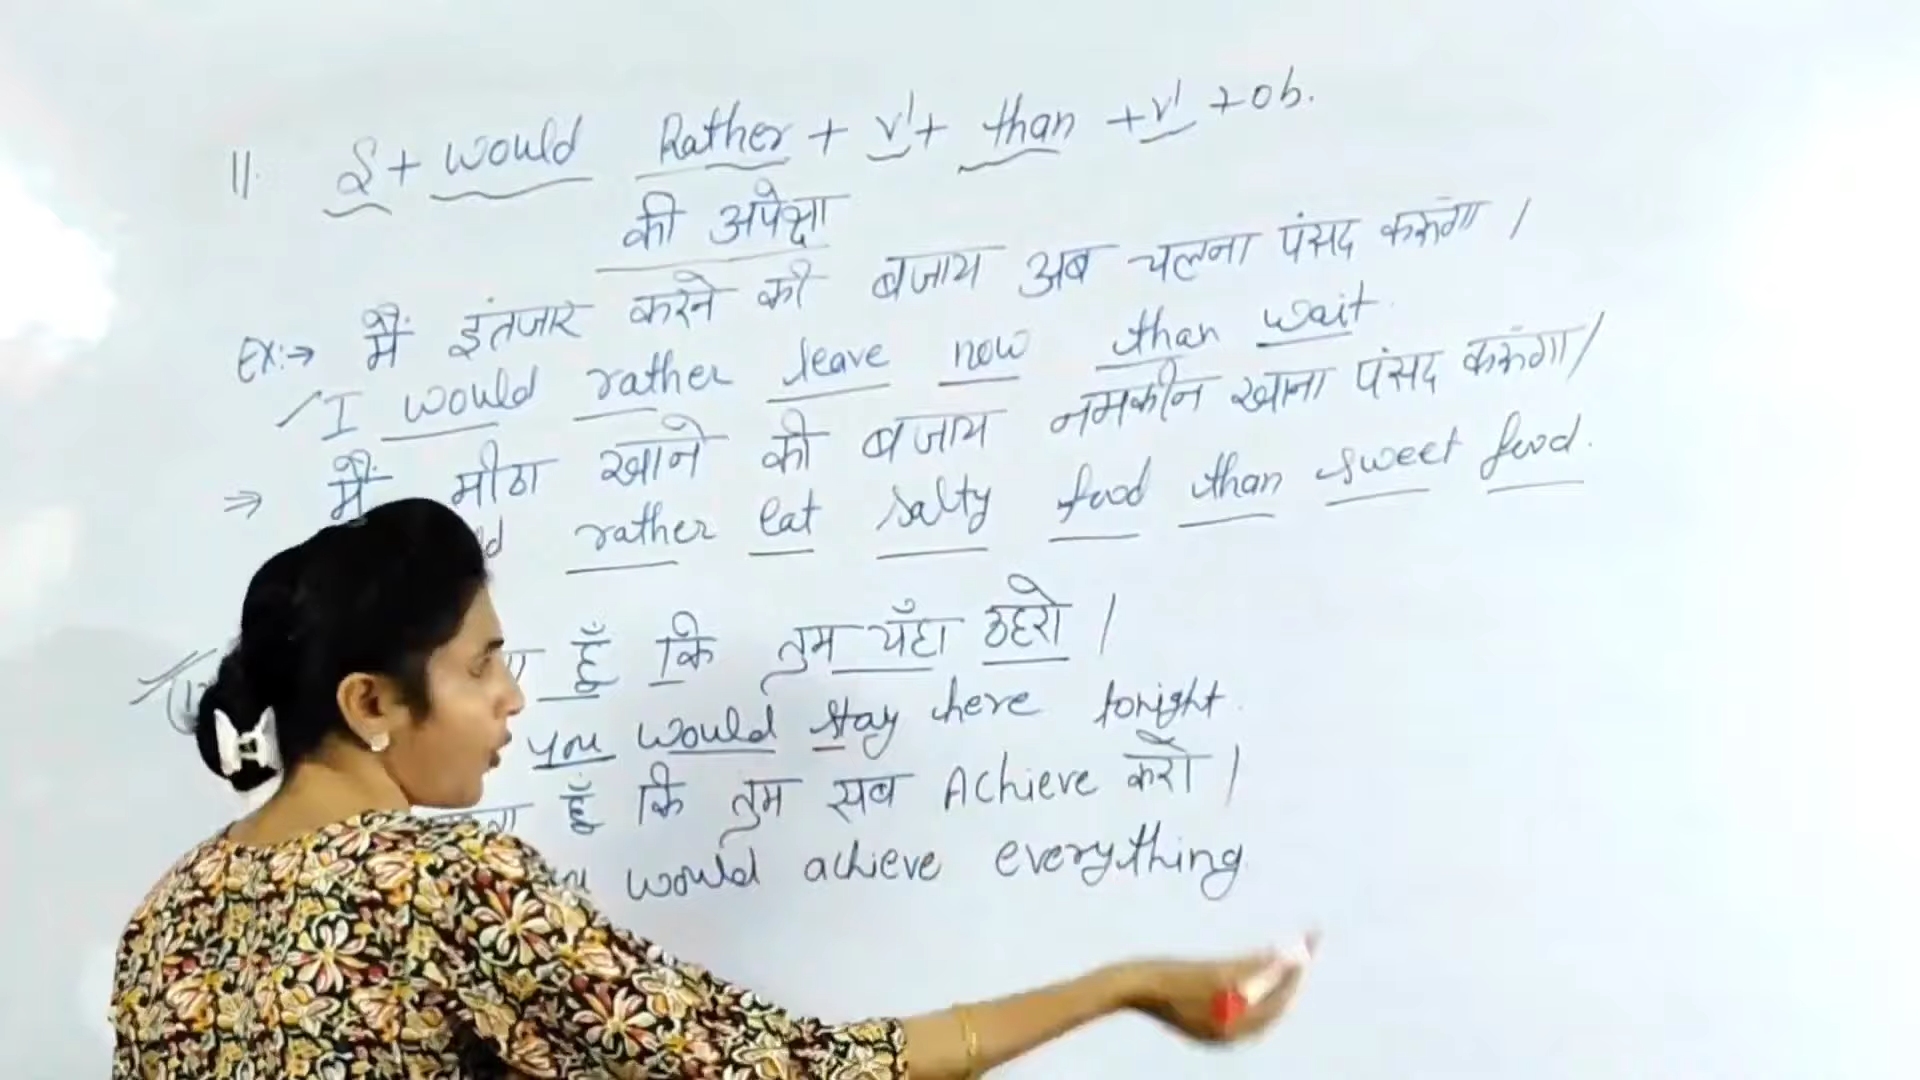 11. S + would Rather + V¹ + than + V¹ + ob.
की अपेक्षा
Ex:→ मैं इंतजार करने की बजाय अब चलना पंसद करूंगा।
I would rather leave now than wait.
⇒ मैं मीठा खाने की बजाय नमकीन खाना पंसद करूंगा।
rather eat salty food than sweet food.
हूँ कि तुम यँहा ठहरो।
you would stay here tonight.
हूँ कि तुम सब Achieve करो।
would achieve everything